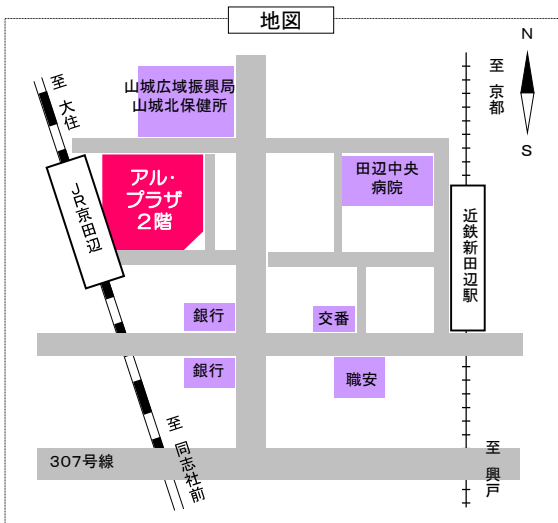 地図
N
S
至 大住
山城広域振興局
山城北保健所
至 京都
アル・
プラザ
2階
田辺中央
病院
JR京田辺
近鉄新田辺駅
銀行
交番
銀行
職安
至 同志社前
至 興戸
307号線